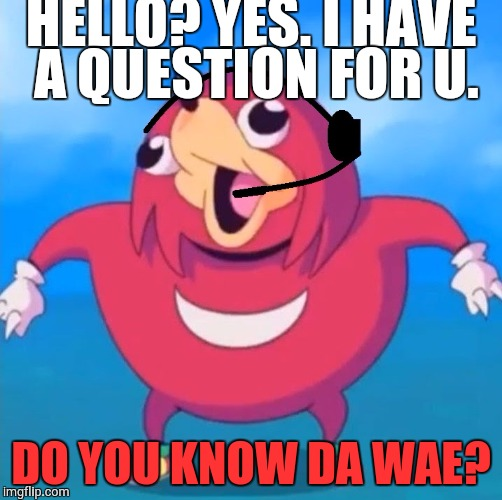 HELLO? YES. I HAVE
A QUESTION FOR U.
DO YOU KNOW DA WAE?
imgflip.com